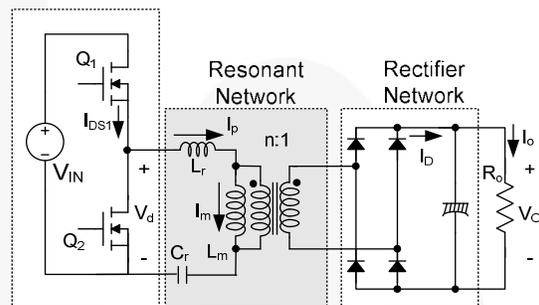 Q1
IDS1
VIN
+
Vd
-
Q2
Resonant
Network
Ip
Lr
n:1
Im
Lm
Cr
Rectifier
Network
ID
Io
Ro
+
VO
-